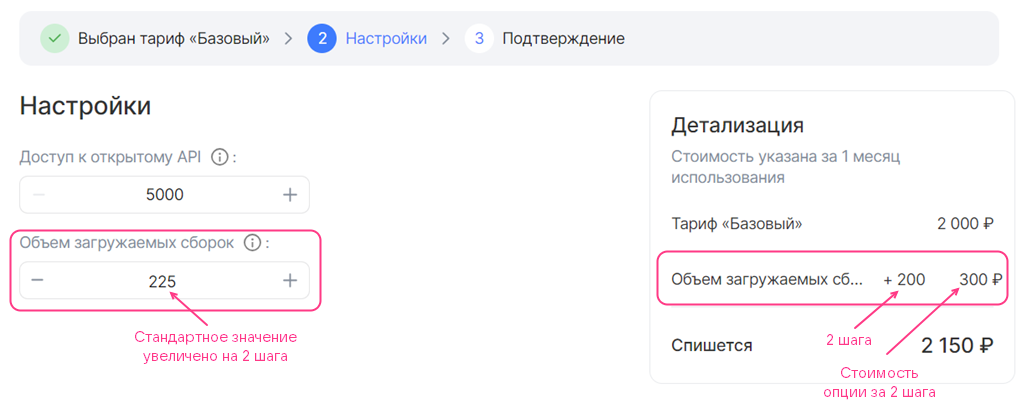 Выбран тариф «Базовый» > 2 Настройки > 3 Подтверждение
Настройки
Доступ к открытому API :
− 5000 +
Объем загружаемых сборок :
− 225 +
Стандартное значение
увеличено на 2 шага
Детализация
Стоимость указана за 1 месяц
использования
Тариф «Базовый» 2 000 ₽
Объем загружаемых сб... + 200 300 ₽
2 шага
Спишется 2 150 ₽
Стоимость
опции за 2 шага